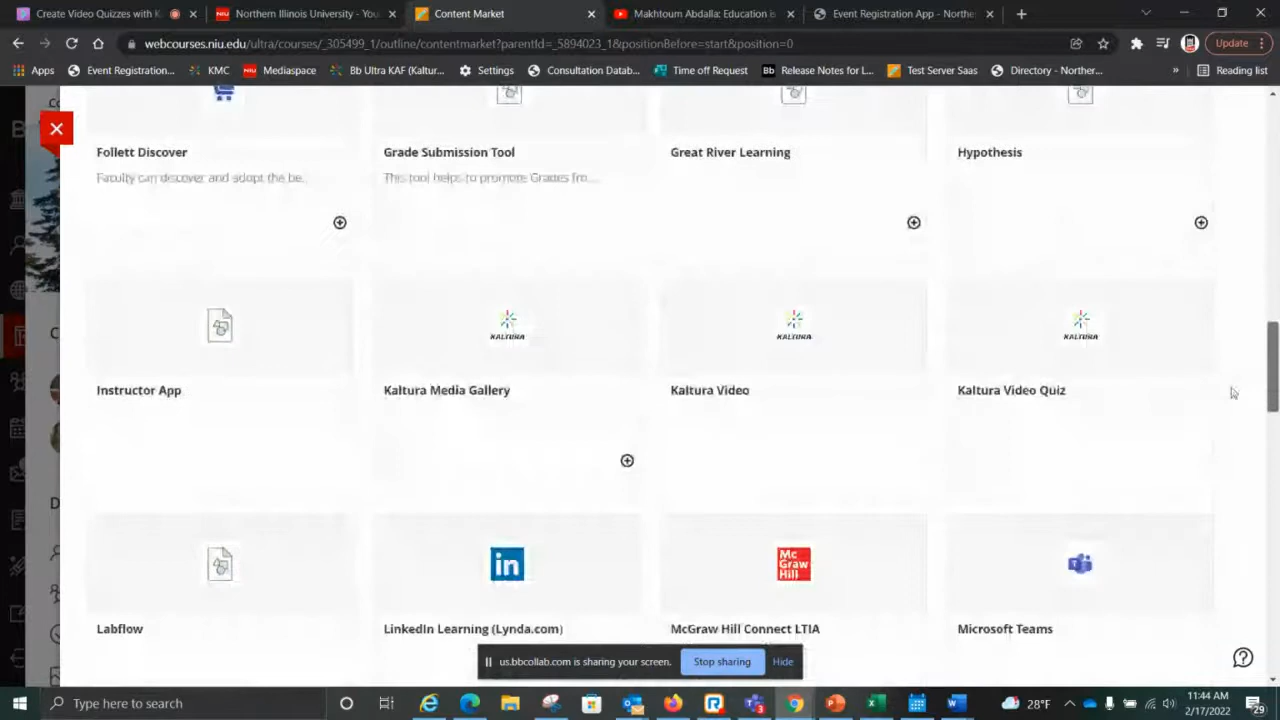 Create Video Quizzes with K
Northern Illinois University - You
Content Market
Makhtoum Abdalla: Education is
Event Registration App - Northe
webcourses.niu.edu/ultra/courses/_305499_1/outline/contentmarket?parentId=_5894023_1&positionBefore=start&position=0
Update
Apps
Event Registration...
KMC
NIU Mediaspace
Bb Ultra KAF (Kaltur...
Settings
Consultation Datab...
Time off Request
Bb Release Notes for L...
Test Server Saas
Directory - Norther...
»
Reading list
Follett Discover
Grade Submission Tool
Great River Learning
Hypothesis
Faculty can discover and adopt the be...
This tool helps to promote Grades fro...
KALTURA
KALTURA
KALTURA
Instructor App
Kaltura Media Gallery
Kaltura Video
Kaltura Video Quiz
in
Mc Graw Hill
Labflow
LinkedIn Learning (Lynda.com)
McGraw Hill Connect LTIA
Microsoft Teams
us.bbcollab.com is sharing your screen.
Stop sharing
Hide
Type here to search
28°F
11:44 AM
2/17/2022
29